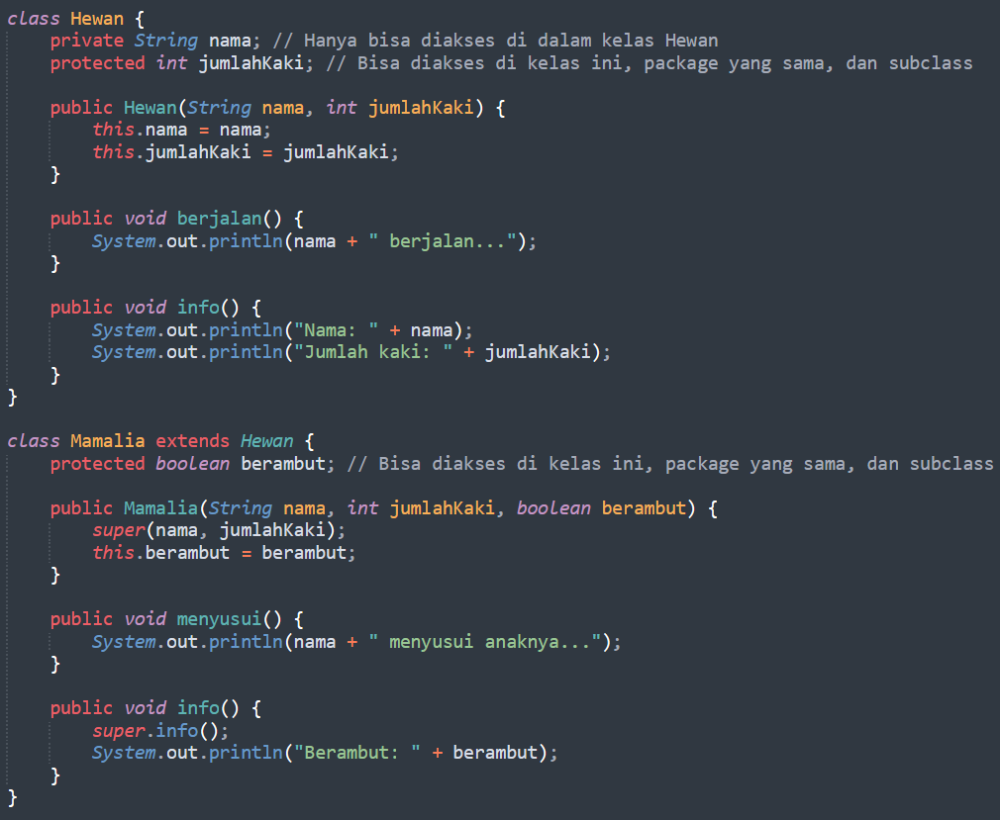 class Hewan {
    private String nama; // Hanya bisa diakses di dalam kelas Hewan
    protected int jumlahKaki; // Bisa diakses di kelas ini, package yang sama, dan subclass

    public Hewan(String nama, int jumlahKaki) {
        this.nama = nama;
        this.jumlahKaki = jumlahKaki;
    }

    public void berjalan() {
        System.out.println(nama + " berjalan...");
    }

    public void info() {
        System.out.println("Nama: " + nama);
        System.out.println("Jumlah kaki: " + jumlahKaki);
    }
}

class Mamalia extends Hewan {
    protected boolean berambut; // Bisa diakses di kelas ini, package yang sama, dan subclass

    public Mamalia(String nama, int jumlahKaki, boolean berambut) {
        super(nama, jumlahKaki);
        this.berambut = berambut;
    }

    public void menyusui() {
        System.out.println(nama + " menyusui anaknya...");
    }

    public void info() {
        super.info();
        System.out.println("Berambut: " + berambut);
    }
}